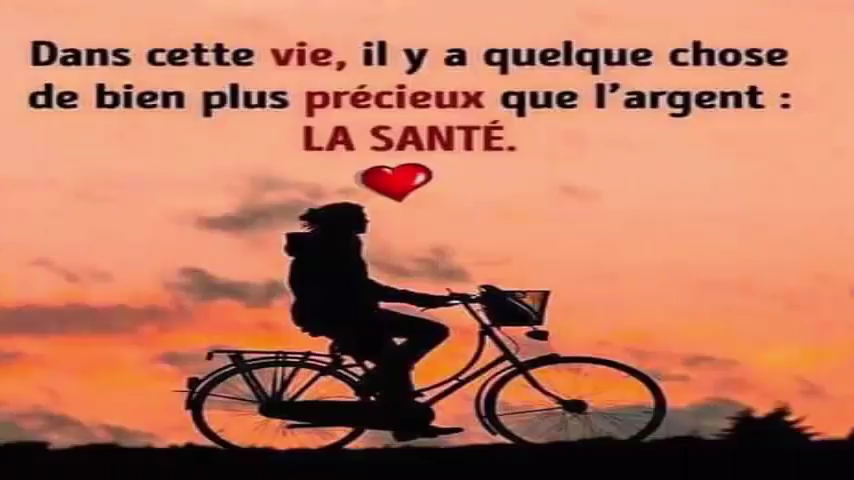 Dans cette vie, il y a quelque chose
de bien plus précieux que l'argent :
LA SANTÉ.